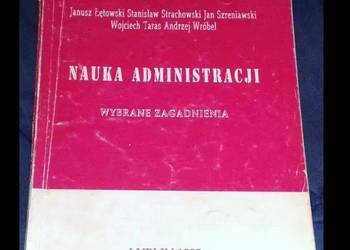 Janusz Łętowski Stanisław Strachowski Jan Szreniawski
Wojciech Taras Andrzej Wróbel
NAUKA ADMINISTRACJI
WYBRANE ZAGADNIENIA